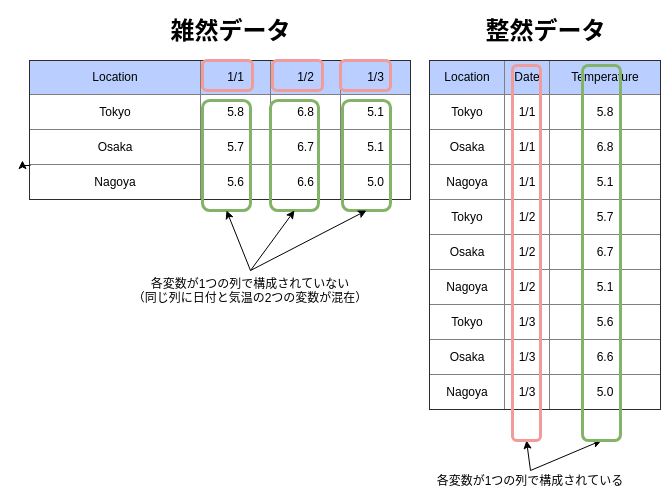 雑然データ
Location 1/1 1/2 1/3
Tokyo 5.8 6.8 5.1
Osaka 5.7 6.7 5.1
Nagoya 5.6 6.6 5.0
各変数が1つの列で構成されていない
（同じ列に日付と気温の2つの変数が混在）
整然データ
Location Date Temperature
Tokyo 1/1 5.8
Osaka 1/1 6.8
Nagoya 1/1 5.1
Tokyo 1/2 5.7
Osaka 1/2 6.7
Nagoya 1/2 5.1
Tokyo 1/3 5.6
Osaka 1/3 6.6
Nagoya 1/3 5.0
各変数が1つの列で構成されている